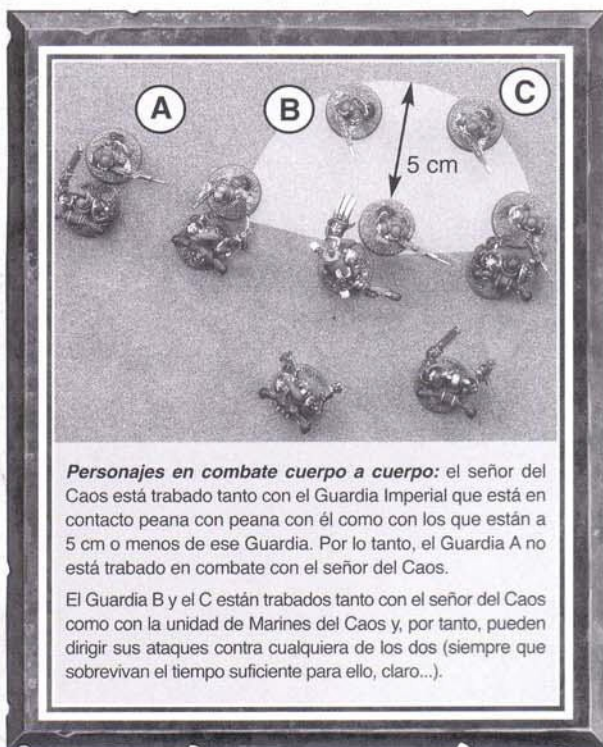 A
B
C
5 cm
Personajes en combate cuerpo a cuerpo: el señor del
Caos está trabado tanto con el Guardia Imperial que está en
contacto peana con peana con él como con los que están a
5 cm o menos de ese Guardia. Por lo tanto, el Guardia A no
está trabado en combate con el señor del Caos.
El Guardia B y el C están trabados tanto con el señor del Caos
como con la unidad de Marines del Caos y, por tanto, pueden
dirigir sus ataques contra cualquiera de los dos (siempre que
sobrevivan el tiempo suficiente para ello, claro...).